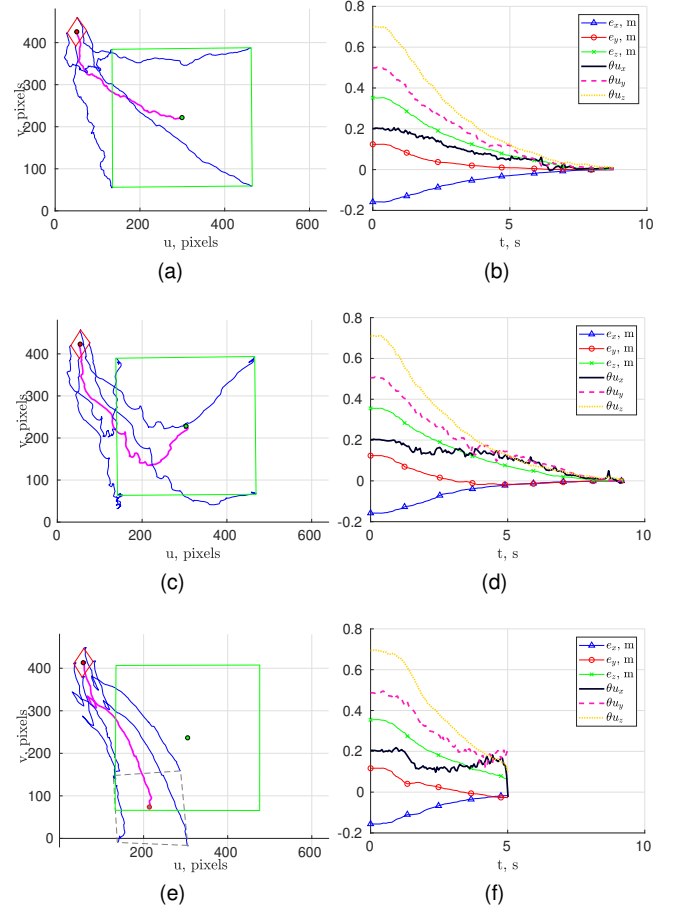 400
300
200
100
0
v, pixels
0
200
400
600
u, pixels
(a)
0.8
0.6
0.4
0.2
0
-0.2
e_x, m
e_y, m
e_z, m
θu_x
θu_y
θu_z
0
5
10
t, s
(b)
400
300
200
100
0
v, pixels
0
200
400
600
u, pixels
(c)
0.8
0.6
0.4
0.2
0
-0.2
e_x, m
e_y, m
e_z, m
θu_x
θu_y
θu_z
0
5
10
t, s
(d)
400
300
200
100
0
v, pixels
200
400
600
u, pixels
(e)
0.8
0.6
0.4
0.2
0
-0.2
e_x, m
e_y, m
e_z, m
θu_x
θu_y
θu_z
0
5
10
t, s
(f)